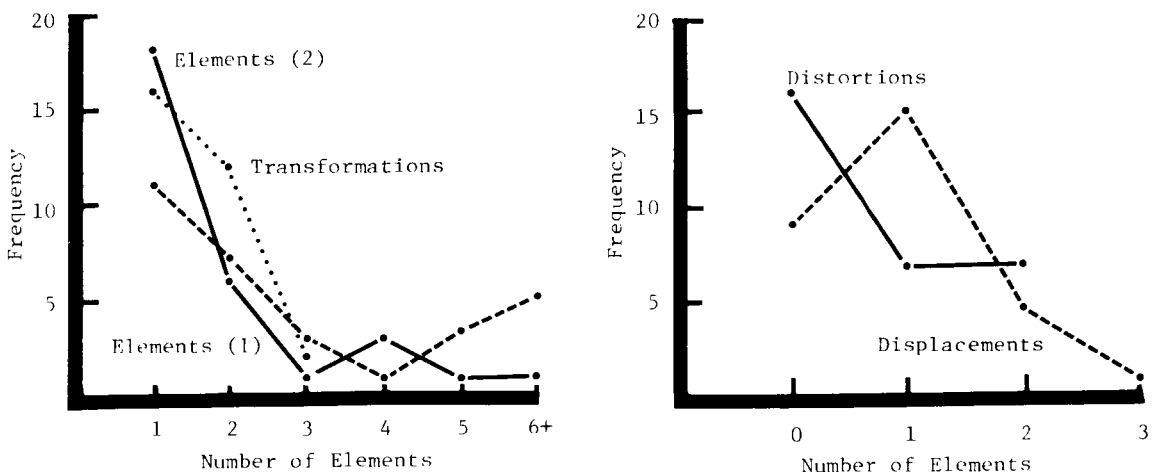 20
15
10
5
Frequency
Elements (2)
Transformations
Elements (1)
1 2 3 4 5 6+
Number of Elements
20
15
10
5
Frequency
Distortions
Displacements
0 1 2 3
Number of Elements